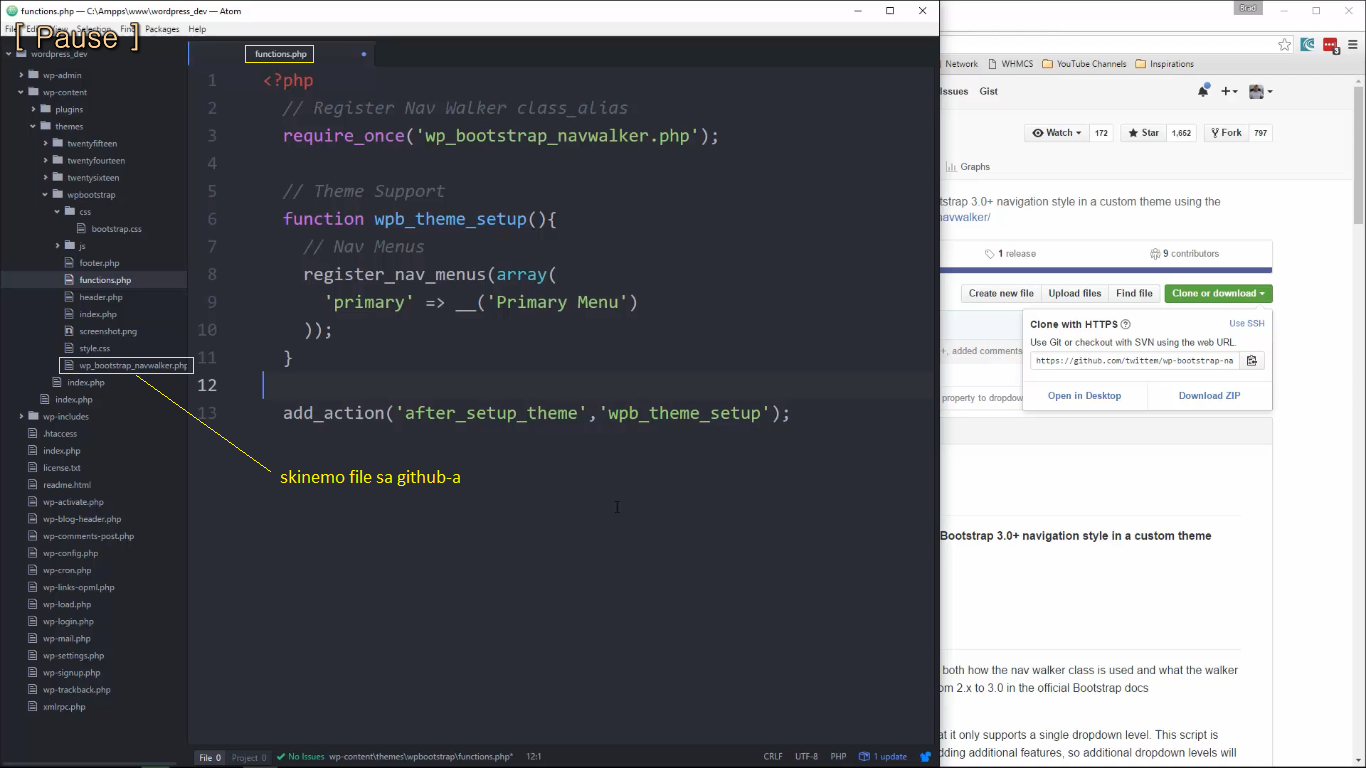 functions.php — C:\Ampps\www\wordpress_dev — Atom
Brad
File Edit View Selection Find Packages Help
[ Pause ]
wordpress_dev
wp-admin
wp-content
plugins
themes
twentyfifteen
twentyfourteen
twentysixteen
wpbootstrap
css
bootstrap.css
js
footer.php
functions.php
header.php
index.php
screenshot.png
style.css
wp_bootstrap_navwalker.php
index.php
index.php
wp-includes
.htaccess
index.php
license.txt
readme.html
wp-activate.php
wp-blog-header.php
wp-comments-post.php
wp-config.php
wp-cron.php
wp-links-opml.php
wp-load.php
wp-login.php
wp-mail.php
wp-settings.php
wp-signup.php
wp-trackback.php
xmlrpc.php
functions.php
1 <?php
2 // Register Nav Walker class_alias
3 require_once('wp_bootstrap_navwalker.php');
4
5 // Theme Support
6 function wpb_theme_setup(){
7 // Nav Menus
8 register_nav_menus(array(
9 'primary' => __('Primary Menu')
10 ));
11 }
12
13 add_action('after_setup_theme','wpb_theme_setup');
skinemo file sa github-a
File 0 Project 0 No Issues wp-content\themes\wpbootstrap\functions.php* 12:1 CRLF UTF-8 PHP 1 update
3
Network WHMCS YouTube Channels Inspirations
Issues Gist
Watch 172 Star 1,652 Fork 797
Graphs
tstrap 3.0+ navigation style in a custom theme using the
navwalker/
1 release 9 contributors
Create new file Upload files Find file Clone or download
Clone with HTTPS Use SSH
Use Git or checkout with SVN using the web URL.
https://github.com/twittem/wp-bootstrap-na
Open in Desktop Download ZIP
+, added comments
property to dropdow
Bootstrap 3.0+ navigation style in a custom theme
both how the nav walker class is used and what the walker
om 2.x to 3.0 in the official Bootstrap docs
at it only supports a single dropdown level. This script is
dding additional features, so additional dropdown levels will